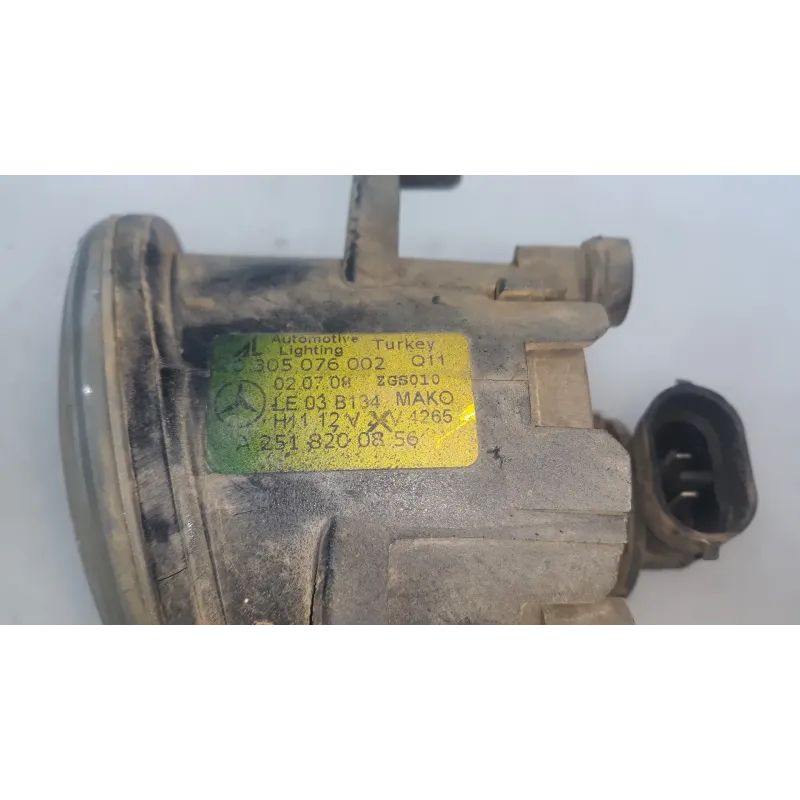 AL Automotive Lighting Turkey
305 076 002 Q11
02.07.08 ZGS010
LE 03 B134 MAKO
H11 12 V 4265
A 251 820 08 56